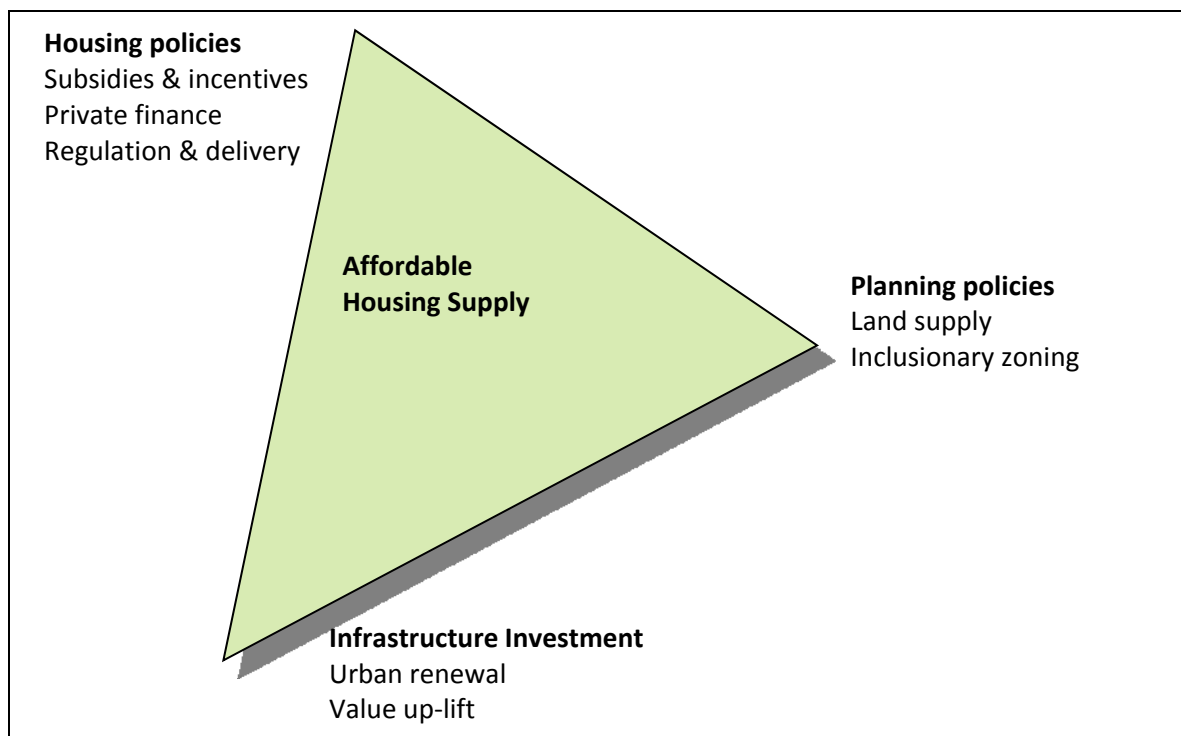 Housing policies
Subsidies & incentives
Private finance
Regulation & delivery
Affordable
Housing Supply
Planning policies
Land supply
Inclusionary zoning
Infrastructure Investment
Urban renewal
Value up-lift